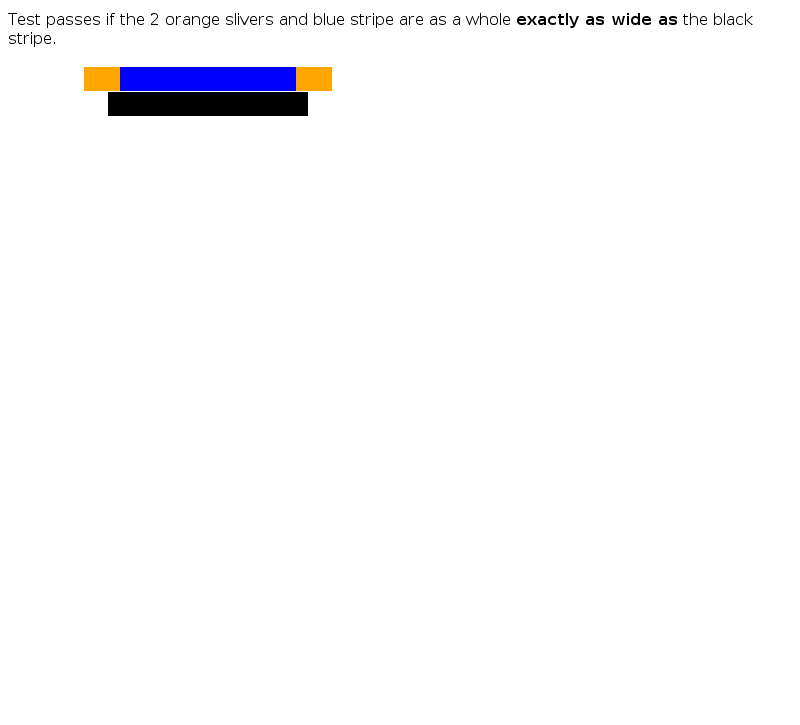 Test passes if the 2 orange slivers and blue stripe are as a whole exactly as wide as the black
stripe.